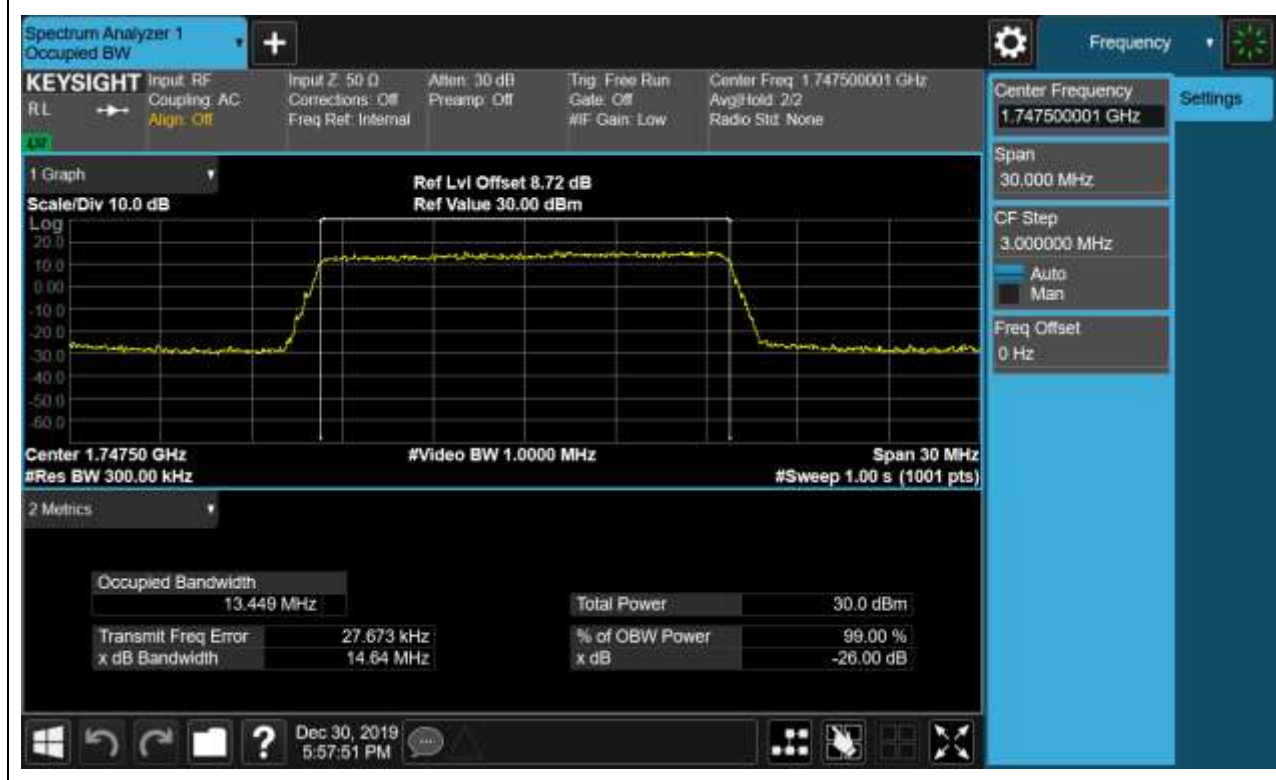 Spectrum Analyzer 1
Occupied BW
+
Frequency
KEYSIGHT
RL
Input: RF
Coupling: AC
Align: Off
Input Z: 50 Ω
Corrections: Off
Freq Ref: Internal
Atten: 30 dB
Preamp: Off
Trig: Free Run
Gate: Off
#IF Gain: Low
Center Freq: 1.747500001 GHz
Avg|Hold: 2/2
Radio Std: None
Center Frequency
1.747500001 GHz
Settings
Span
30.000 MHz
CF Step
3.000000 MHz
Auto
Man
Freq Offset
0 Hz
1 Graph
Scale/Div 10.0 dB
Ref Lvl Offset 8.72 dB
Ref Value 30.00 dBm
Log
20.0
10.0
0.00
-10.0
-20.0
-30.0
-40.0
-50.0
-60.0
Center 1.74750 GHz
#Res BW 300.00 kHz
#Video BW 1.0000 MHz
Span 30 MHz
#Sweep 1.00 s (1001 pts)
2 Metrics
Occupied Bandwidth
13.449 MHz
Total Power 30.0 dBm
Transmit Freq Error 27.673 kHz
% of OBW Power 99.00 %
x dB Bandwidth 14.64 MHz
x dB -26.00 dB
?
Dec 30, 2019
5:57:51 PM